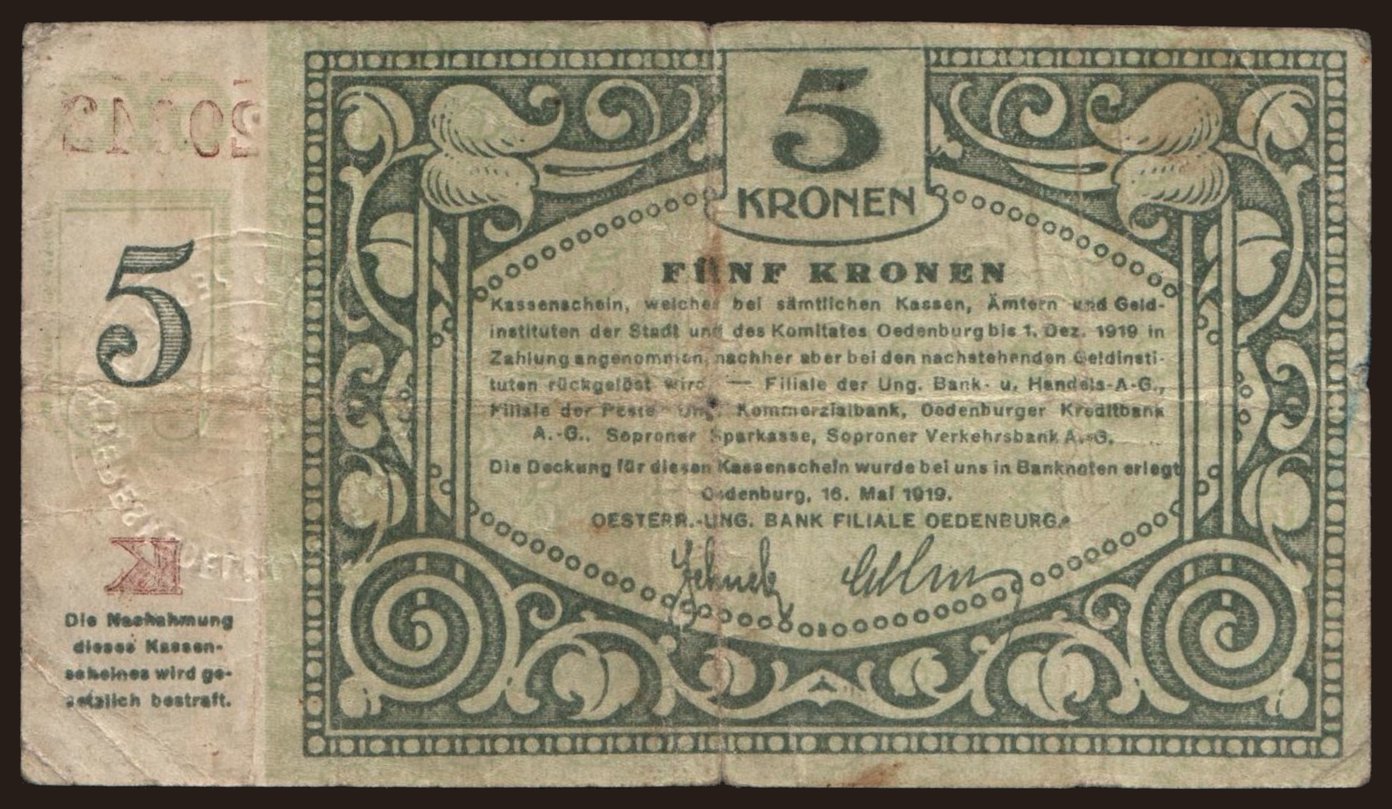 5
KRONEN
FÜNF KRONEN
Kassenschein, welcher bei sämtlichen Kassen, Ämtern und Geld-
instituten der Stadt und des Komitates Oedenburg bis 1. Dez. 1919 in
Zahlung angenommen, nachher aber bei den nachstehenden Geldinsti-
tuten rückgelöst wird. — Filiale der Ung. Bank- u. Handels-A-G.,
Filiale der Pester Ung. Kommerzialbank, Oedenburger Kreditbank
A.-G., Soproner Sparkasse, Soproner Verkehrsbank A.-G.
Die Deckung für diesen Kassenschein wurde bei uns in Banknoten erlegt
Oedenburg, 16. Mai 1919.
OESTERR.-UNG. BANK FILIALE OEDENBURG.
5
K
Die Nachahmung
dieses Kassen-
scheines wird ge-
setzlich bestraft.